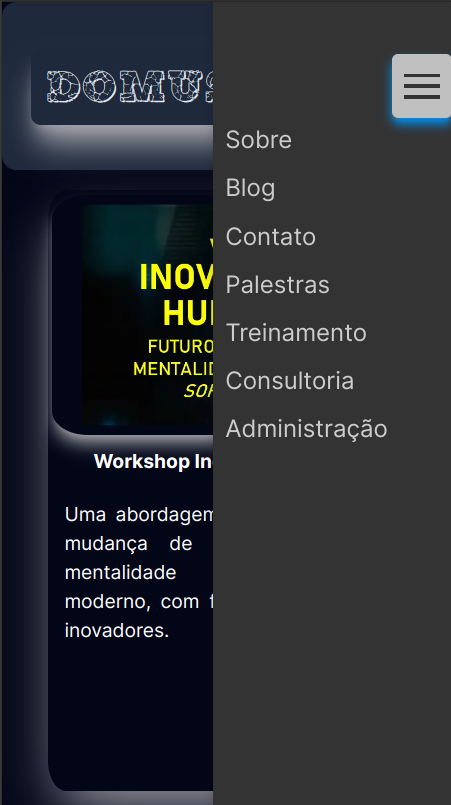 DOMUS
Sobre
Blog
Contato
Palestras
Treinamento
Consultoria
Administração
INOV
HU
FUTURO
MENTALID
SOF
Workshop In
Uma abordagem
mudança de
mentalidade
moderno, com f
inovadores.